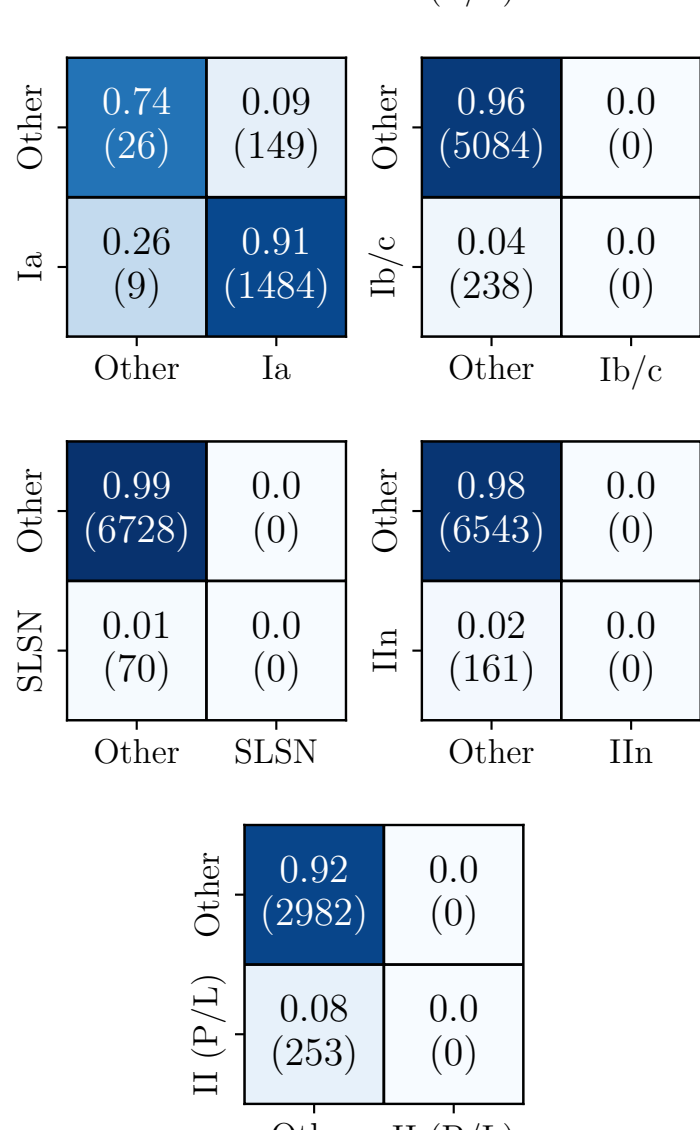 Other
0.74
0.09
(26)
(149)
Ia
0.26
0.91
(9)
(1484)
Other
Ia
Other
0.96
0.0
(5084)
(0)
Ib/c
0.04
0.0
(238)
(0)
Other
Ib/c
Other
0.99
0.0
(6728)
(0)
SLSN
0.01
0.0
(70)
(0)
Other
SLSN
Other
0.98
0.0
(6543)
(0)
IIn
0.02
0.0
(161)
(0)
Other
IIn
Other
0.92
0.0
(2982)
(0)
II (P/L)
0.08
0.0
(253)
(0)
Other
II (P/L)